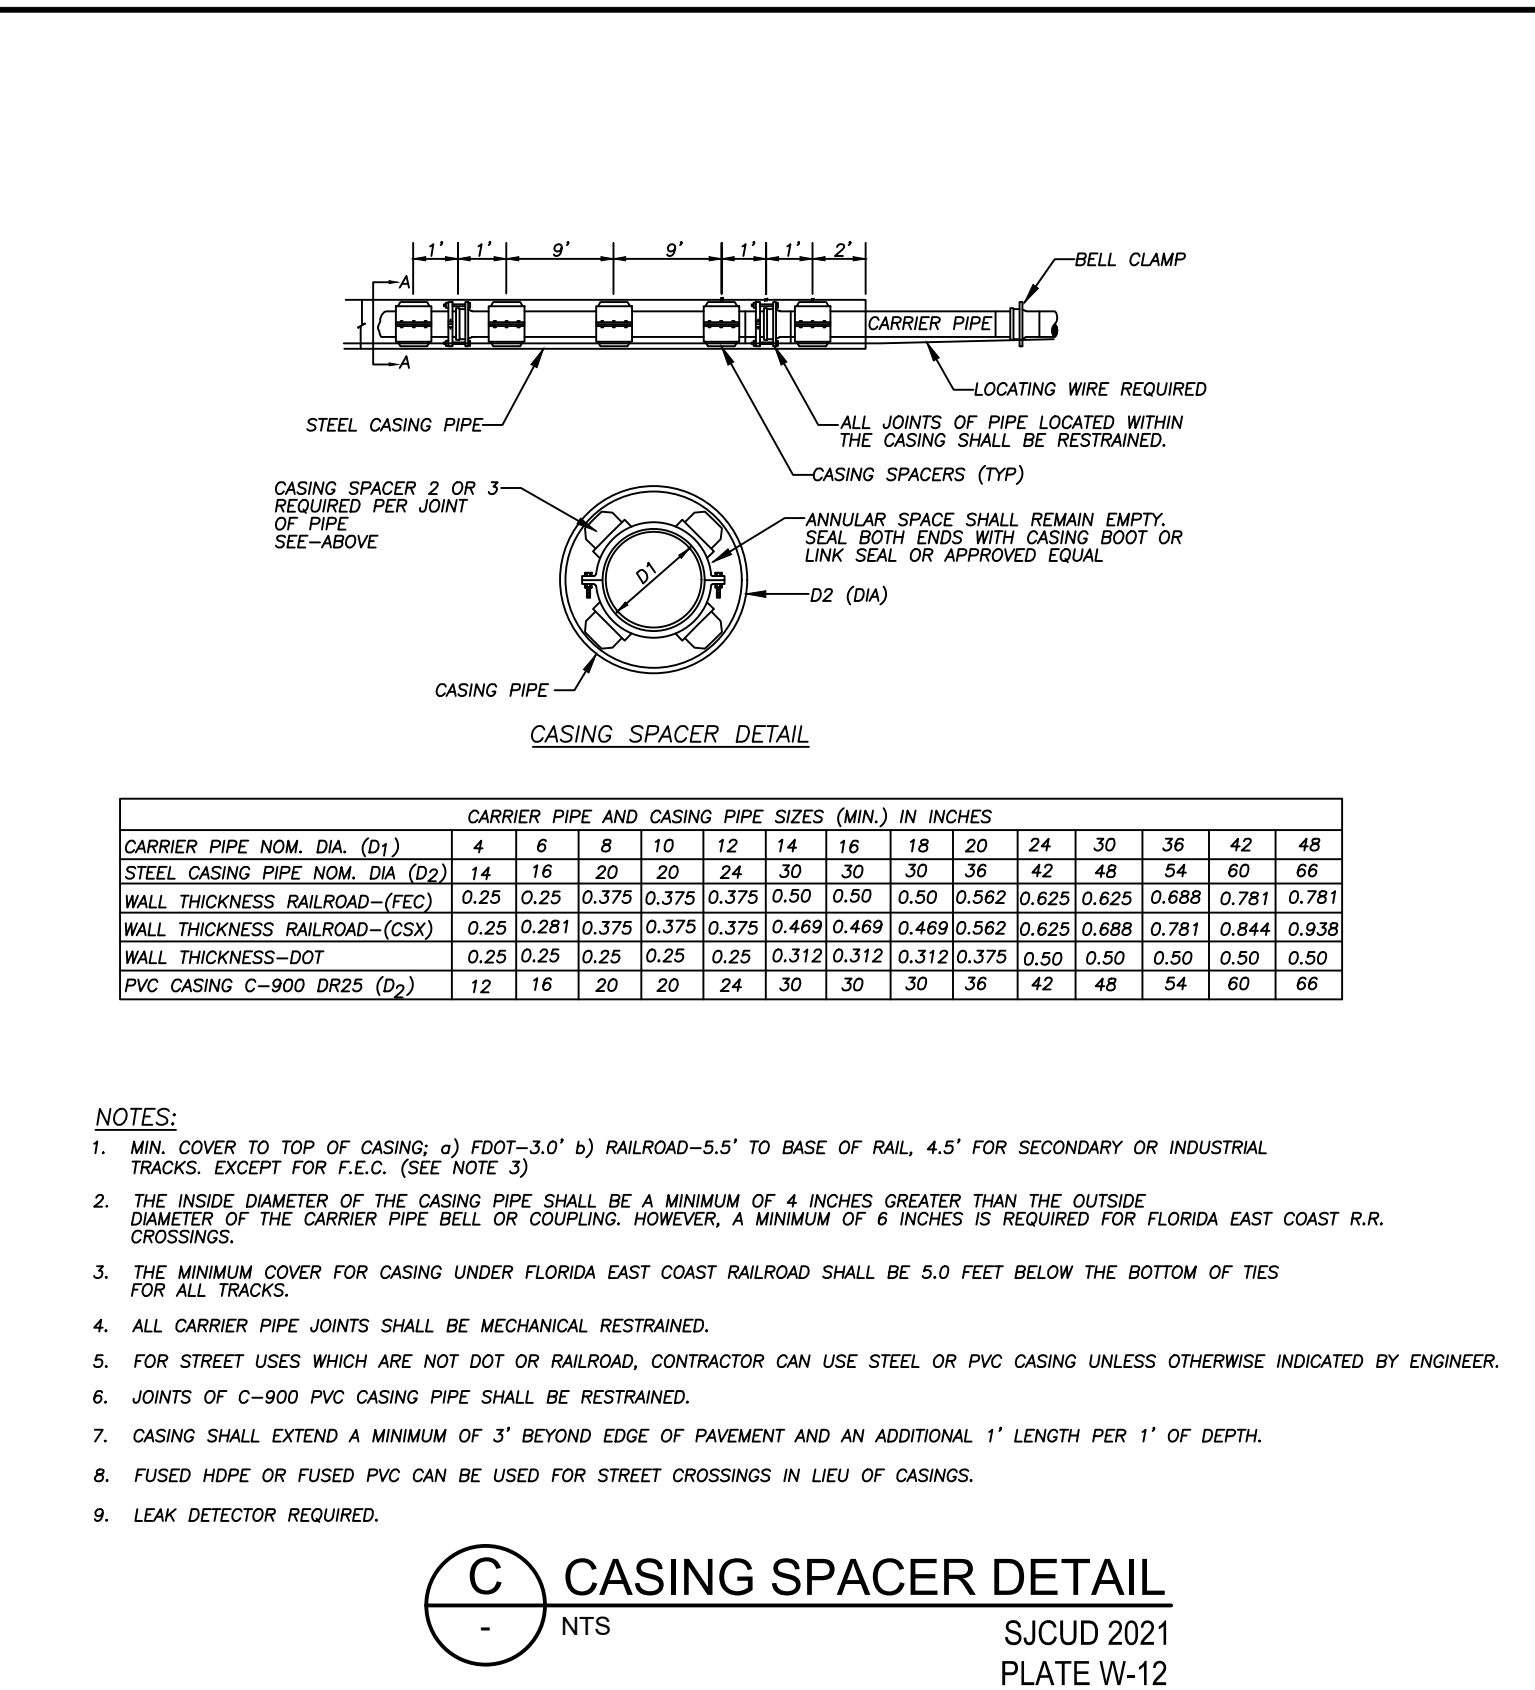 1' 1' 9' 9' 1' 1' 2'
BELL CLAMP
A
CARRIER PIPE
A
LOCATING WIRE REQUIRED
STEEL CASING PIPE
ALL JOINTS OF PIPE LOCATED WITHIN
THE CASING SHALL BE RESTRAINED.
CASING SPACERS (TYP)
CASING SPACER 2 OR 3
REQUIRED PER JOINT
OF PIPE
SEE-ABOVE
ANNULAR SPACE SHALL REMAIN EMPTY.
SEAL BOTH ENDS WITH CASING BOOT OR
LINK SEAL OR APPROVED EQUAL
D1
D2 (DIA)
CASING PIPE
CASING SPACER DETAIL
CARRIER PIPE AND CASING PIPE SIZES (MIN.) IN INCHES
CARRIER PIPE NOM. DIA. (D1) 4 6 8 10 12 14 16 18 20 24 30 36 42 48
STEEL CASING PIPE NOM. DIA (D2) 14 16 20 20 24 30 30 30 36 42 48 54 60 66
WALL THICKNESS RAILROAD-(FEC) 0.25 0.25 0.375 0.375 0.375 0.50 0.50 0.50 0.562 0.625 0.625 0.688 0.781 0.781
WALL THICKNESS RAILROAD-(CSX) 0.25 0.281 0.375 0.375 0.375 0.469 0.469 0.469 0.562 0.625 0.688 0.781 0.844 0.938
WALL THICKNESS-DOT 0.25 0.25 0.25 0.25 0.25 0.312 0.312 0.312 0.375 0.50 0.50 0.50 0.50 0.50
PVC CASING C-900 DR25 (D2) 12 16 20 20 24 30 30 30 36 42 48 54 60 66
NOTES:
1. MIN. COVER TO TOP OF CASING; a) FDOT-3.0' b) RAILROAD-5.5' TO BASE OF RAIL, 4.5' FOR SECONDARY OR INDUSTRIAL
TRACKS. EXCEPT FOR F.E.C. (SEE NOTE 3)
2. THE INSIDE DIAMETER OF THE CASING PIPE SHALL BE A MINIMUM OF 4 INCHES GREATER THAN THE OUTSIDE
DIAMETER OF THE CARRIER PIPE BELL OR COUPLING. HOWEVER, A MINIMUM OF 6 INCHES IS REQUIRED FOR FLORIDA EAST COAST R.R.
CROSSINGS.
3. THE MINIMUM COVER FOR CASING UNDER FLORIDA EAST COAST RAILROAD SHALL BE 5.0 FEET BELOW THE BOTTOM OF TIES
FOR ALL TRACKS.
4. ALL CARRIER PIPE JOINTS SHALL BE MECHANICAL RESTRAINED.
5. FOR STREET USES WHICH ARE NOT DOT OR RAILROAD, CONTRACTOR CAN USE STEEL OR PVC CASING UNLESS OTHERWISE INDICATED BY ENGINEER.
6. JOINTS OF C-900 PVC CASING PIPE SHALL BE RESTRAINED.
7. CASING SHALL EXTEND A MINIMUM OF 3' BEYOND EDGE OF PAVEMENT AND AN ADDITIONAL 1' LENGTH PER 1' OF DEPTH.
8. FUSED HDPE OR FUSED PVC CAN BE USED FOR STREET CROSSINGS IN LIEU OF CASINGS.
9. LEAK DETECTOR REQUIRED.
C CASING SPACER DETAIL
- NTS
SJCUD 2021
PLATE W-12